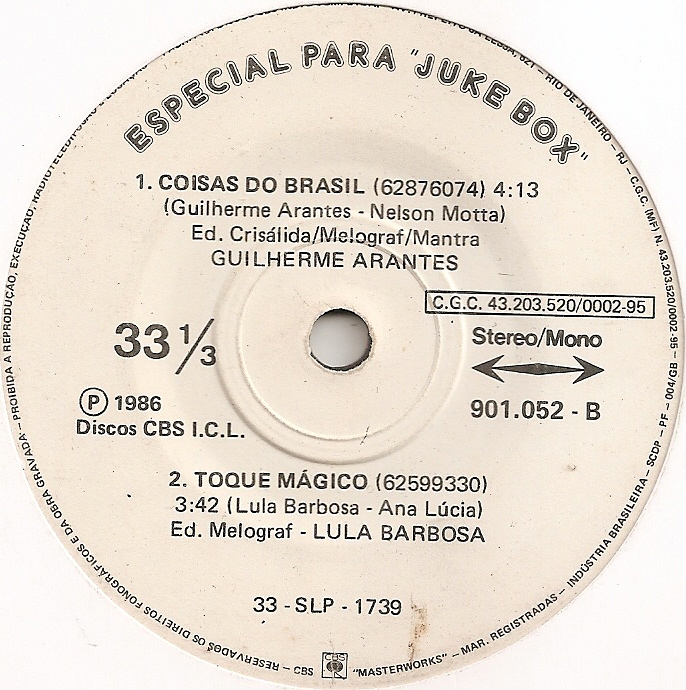 ESPECIAL PARA "JUKE BOX"
1. COISAS DO BRASIL (62876074) 4:13
(Guilherme Arantes - Nelson Motta)
Ed. Crisálida/Melograf/Mantra
GUILHERME ARANTES
C.G.C. 43.203.520/0002-95
33 1/3
Stereo/Mono
Ⓟ 1986
Discos CBS I.C.L.
901.052 - B
2. TOQUE MÁGICO (62599330)
3:42 (Lula Barbosa - Ana Lúcia)
Ed. Melograf - LULA BARBOSA
33 - SLP - 1739
RIO DE JANEIRO - RJ - C.G.C. (MF) N. 43.203.520/0002-95 - 004/GB - PF - SCDP - INDÚSTRIA BRASILEIRA - MAR. REGISTRADAS - "MASTERWORKS" CBS CBS - RESERVADOS OS DIREITOS FONOGRÁFICOS E DA OBRA GRAVADA - PROIBIDA A REPRODUÇÃO, EXECUÇÃO,